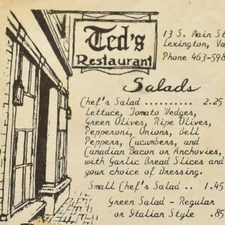 Ted's
Restaurant
13 S. Main St
Lexington, Va
Phone 463-598
Salads
Chef's Salad .......... 2.25
Lettuce, Tomato Wedges,
Green Olives, Ripe Olives,
Pepperoni, Onions, Bell
Peppers, Cucumbers, and
Canadian Bacon or Anchovies,
with Garlic Bread Slices and
your choice of Dressing.
Small Chef's Salad .. 1.45
Green Salad - Regular
or Italian Style .85